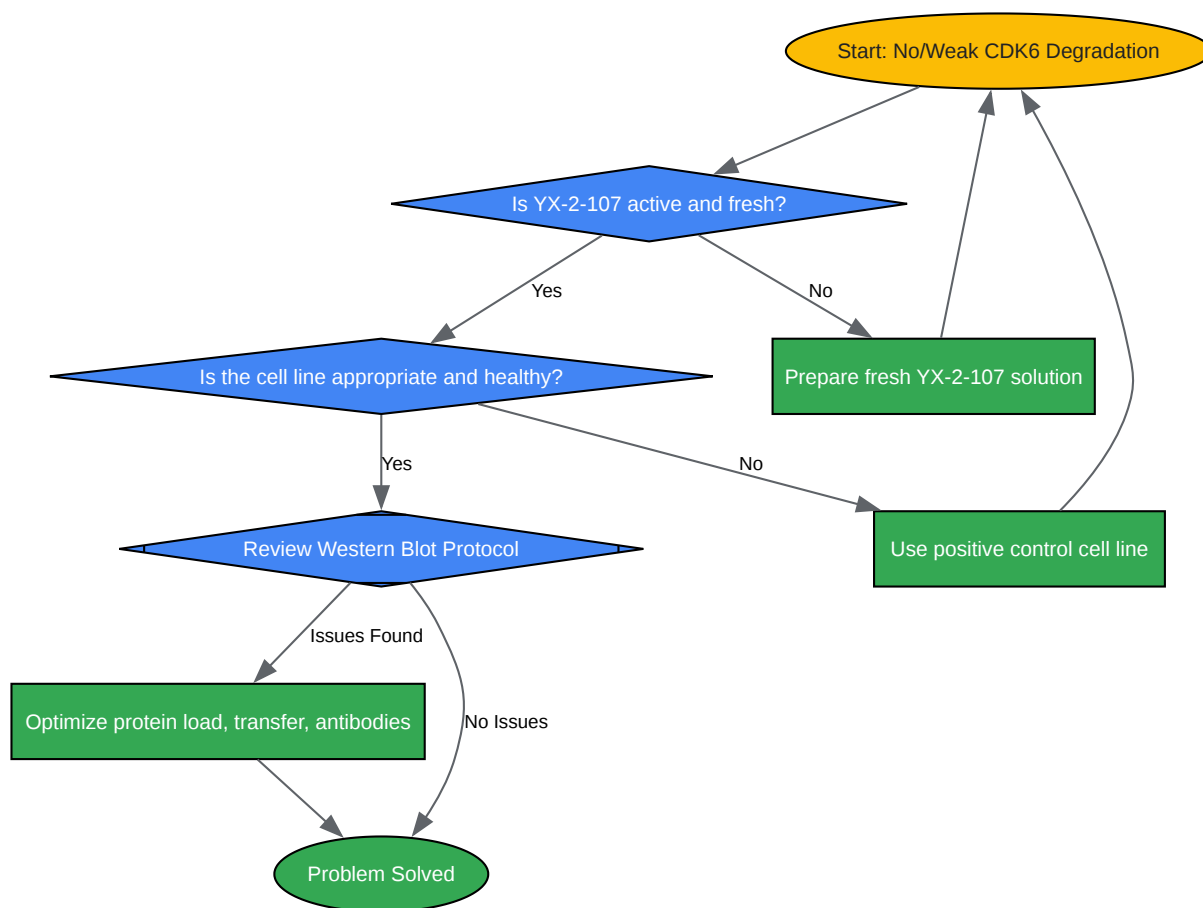 Start: No/Weak CDK6 Degradation
Is YX-2-107 active and fresh?
Yes
No
Is the cell line appropriate and healthy?
Prepare fresh YX-2-107 solution
Yes
No
Review Western Blot Protocol
Use positive control cell line
Issues Found
No Issues
Optimize protein load, transfer, antibodies
Problem Solved